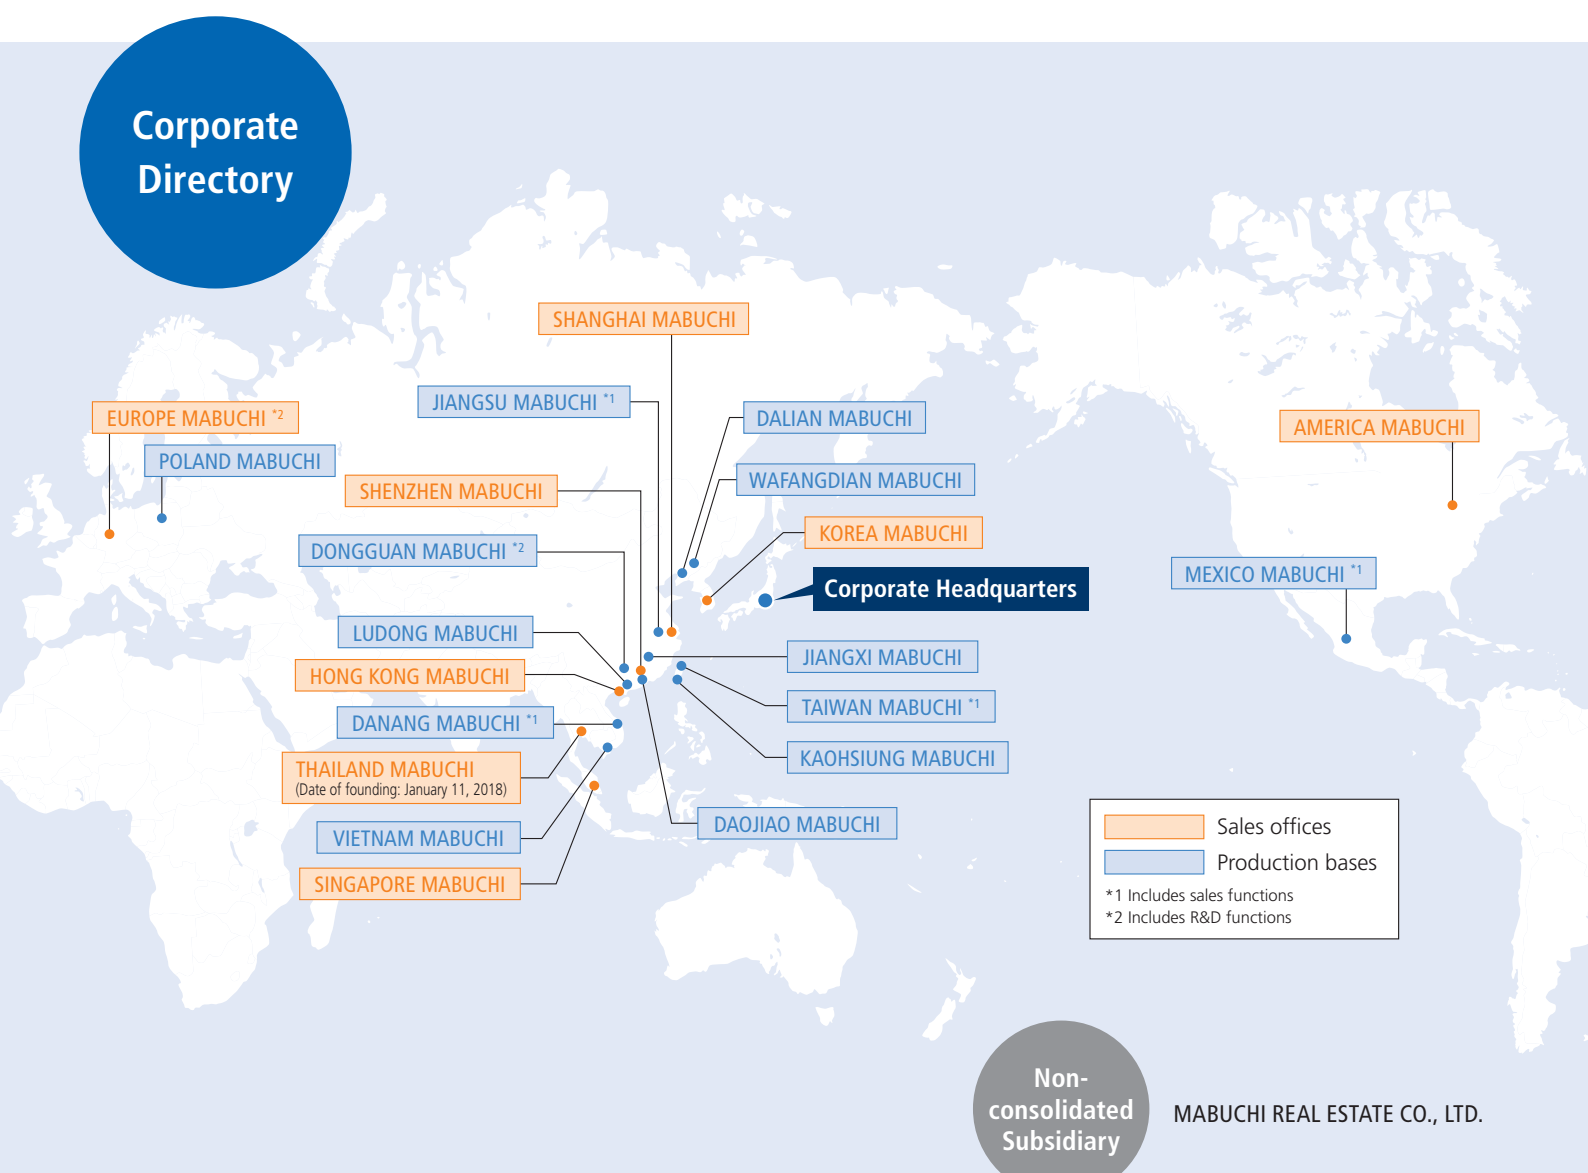 Corporate
Directory
SHANGHAI MABUCHI
JIANGSU MABUCHI *1
EUROPE MABUCHI *2
DALIAN MABUCHI
AMERICA MABUCHI
POLAND MABUCHI
WAFANGDIAN MABUCHI
SHENZHEN MABUCHI
KOREA MABUCHI
DONGGUAN MABUCHI *2
MEXICO MABUCHI *1
Corporate Headquarters
LUDONG MABUCHI
JIANGXI MABUCHI
HONG KONG MABUCHI
TAIWAN MABUCHI *1
DANANG MABUCHI *1
KAOHSIUNG MABUCHI
THAILAND MABUCHI
(Date of founding: January 11, 2018)
DAOJIAO MABUCHI
VIETNAM MABUCHI
SINGAPORE MABUCHI
Sales offices
Production bases
*1 Includes sales functions
*2 Includes R&D functions
Non-
consolidated
Subsidiary
MABUCHI REAL ESTATE CO., LTD.